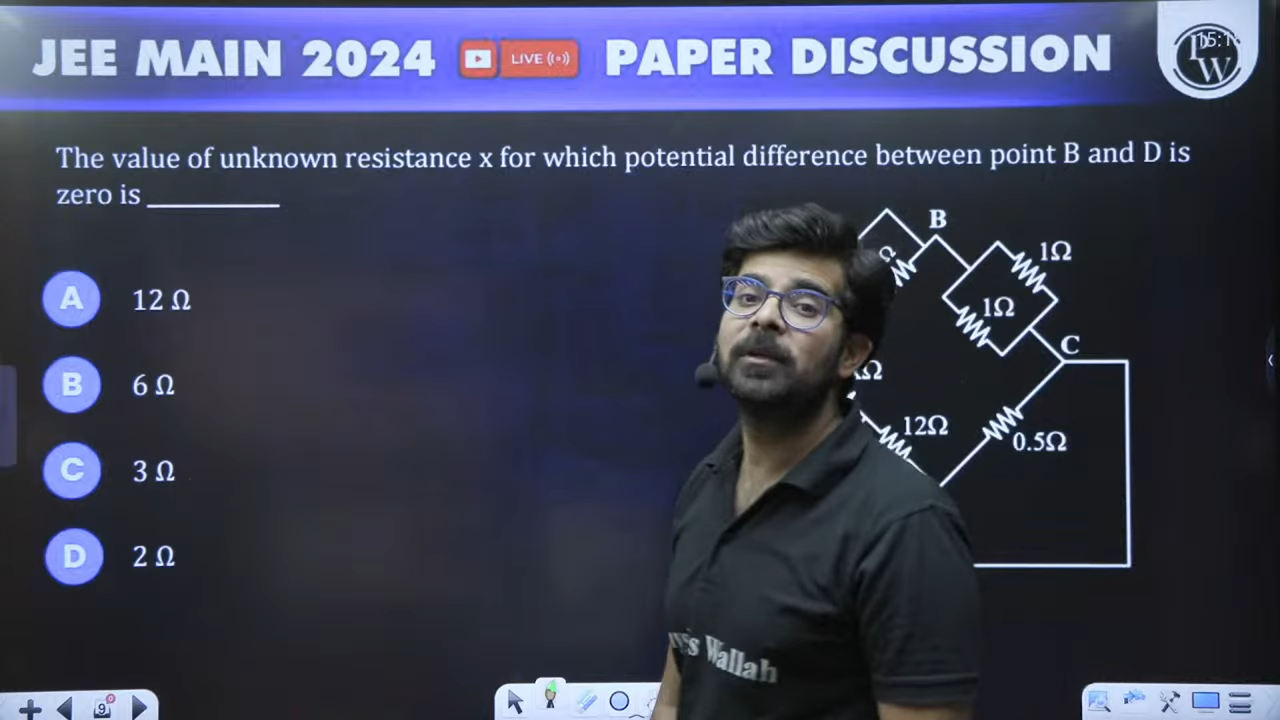 JEE MAIN 2024 LIVE PAPER DISCUSSION
The value of unknown resistance x for which potential difference between point B and D is
zero is
A 12 Ω
B 6 Ω
C 3 Ω
D 2 Ω
B
1Ω
Ω
1Ω
C
Ω
12Ω
0.5Ω
Wallah
9